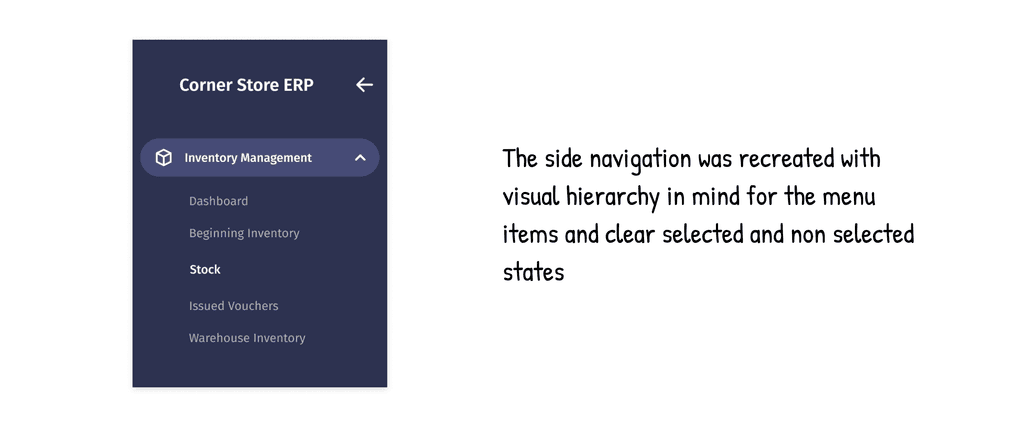 Corner Store ERP
Inventory Management
Dashboard
Beginning Inventory
Stock
Issued Vouchers
Warehouse Inventory
The side navigation was recreated with
visual hierarchy in mind for the menu
items and clear selected and non selected
states